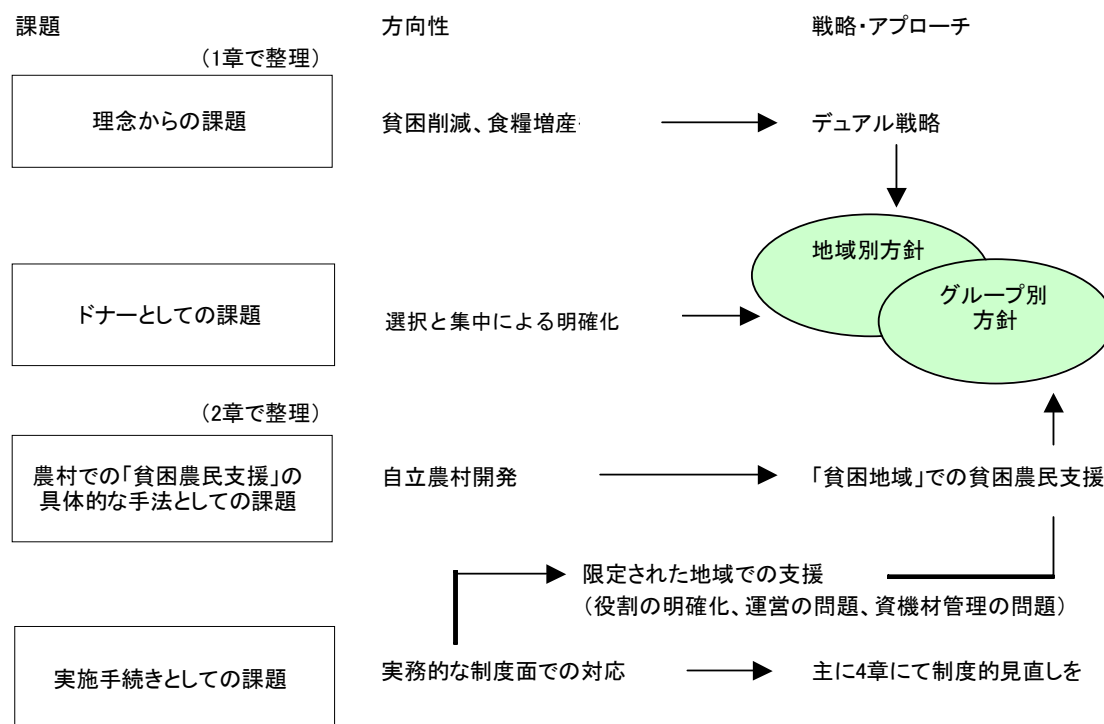 課題 方向性 戦略・アプローチ
（1章で整理）
理念からの課題 貧困削減、食糧増産 デュアル戦略
地域別方針
グループ別
方針
ドナーとしての課題 選択と集中による明確化
（2章で整理）
農村での「貧困農民支援」の
具体的な手法としての課題
自立農村開発 「貧困地域」での貧困農民支援
限定された地域での支援
（役割の明確化、運営の問題、資機材管理の問題）
実施手続きとしての課題 実務的な制度面での対応 主に4章にて制度的見直しを